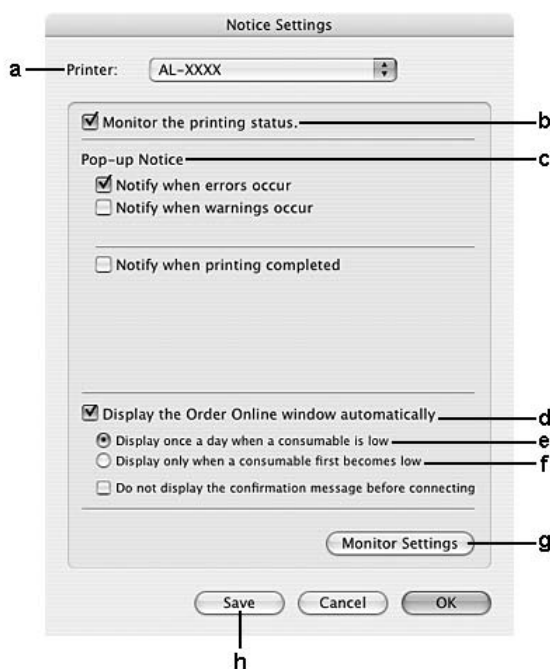 Notice Settings
a Printer: AL-XXXX
Monitor the printing status. b
Pop-up Notice c
Notify when errors occur
Notify when warnings occur
Notify when printing completed
Display the Order Online window automatically d
Display once a day when a consumable is low e
Display only when a consumable first becomes low f
Do not display the confirmation message before connecting
Monitor Settings g
Save Cancel OK
h